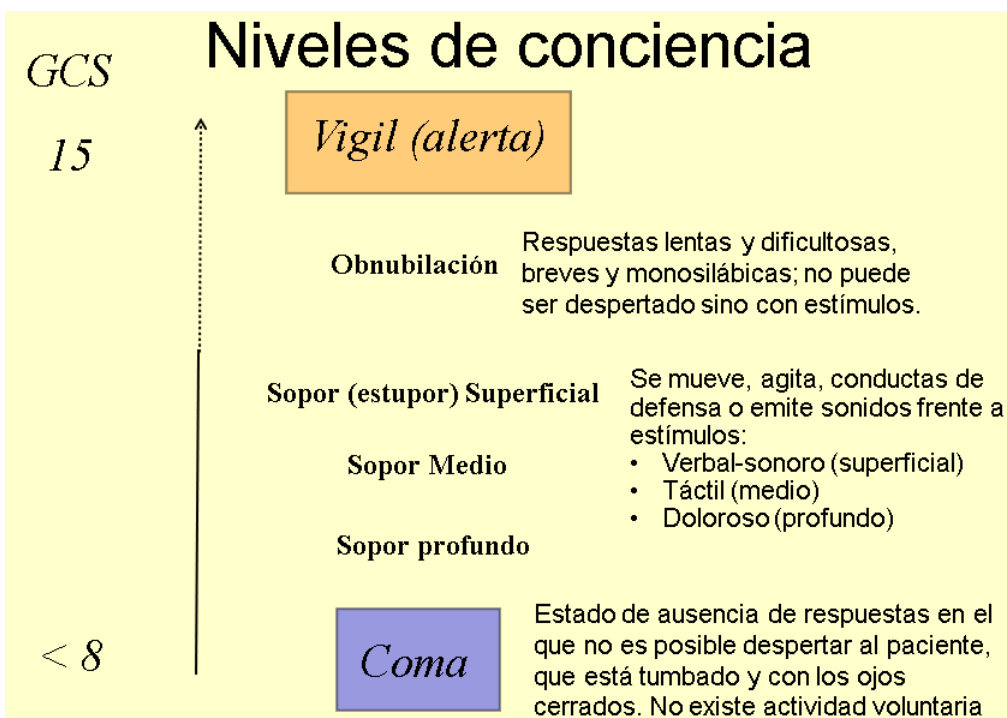 Niveles de conciencia
GCS
15
Vigil (alerta)
Obnubilación
Respuestas lentas y dificultosas,
breves y monosilábicas; no puede
ser despertado sino con estímulos.
Sopor (estupor) Superficial
Se mueve, agita, conductas de
defensa o emite sonidos frente a
estímulos:
• Verbal-sonoro (superficial)
• Táctil (medio)
• Doloroso (profundo)
Sopor Medio
Sopor profundo
< 8
Coma
Estado de ausencia de respuestas en el
que no es posible despertar al paciente,
que está tumbado y con los ojos
cerrados. No existe actividad voluntaria